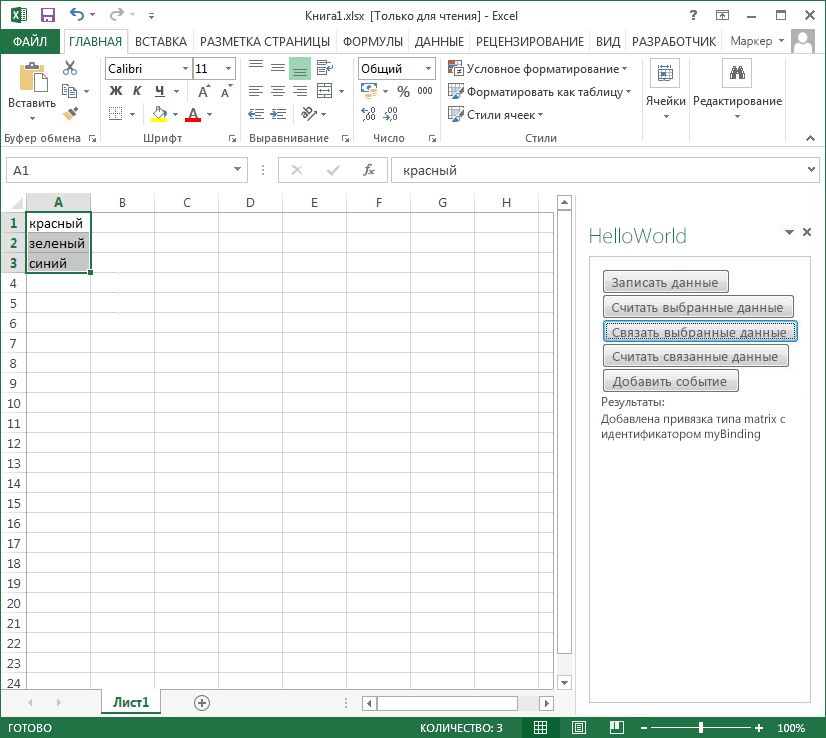 Книга1.xlsx [Только для чтения] - Excel
ФАЙЛ ГЛАВНАЯ ВСТАВКА РАЗМЕТКА СТРАНИЦЫ ФОРМУЛЫ ДАННЫЕ РЕЦЕНЗИРОВАНИЕ ВИД РАЗРАБОТЧИК Маркер
Вставить
Буфер обмена
Calibri 11
Ж К Ч A A
A
Шрифт
Выравнивание
Общий
% 000
,00 ,00
Число
Условное форматирование
Форматировать как таблицу
Стили ячеек
Стили
Ячейки
Редактирование
A1 fx красный
A B C D E F G H
1 красный
2 зеленый
3 синий
4
5
6
7
8
9
10
11
12
13
14
15
16
17
18
19
20
21
22
23
24
HelloWorld
Записать данные
Считать выбранные данные
Связать выбранные данные
Считать связанные данные
Добавить событие
Результаты:
Добавлена привязка типа matrix с
идентификатором myBinding
Лист1
ГОТОВО КОЛИЧЕСТВО: 3 100%